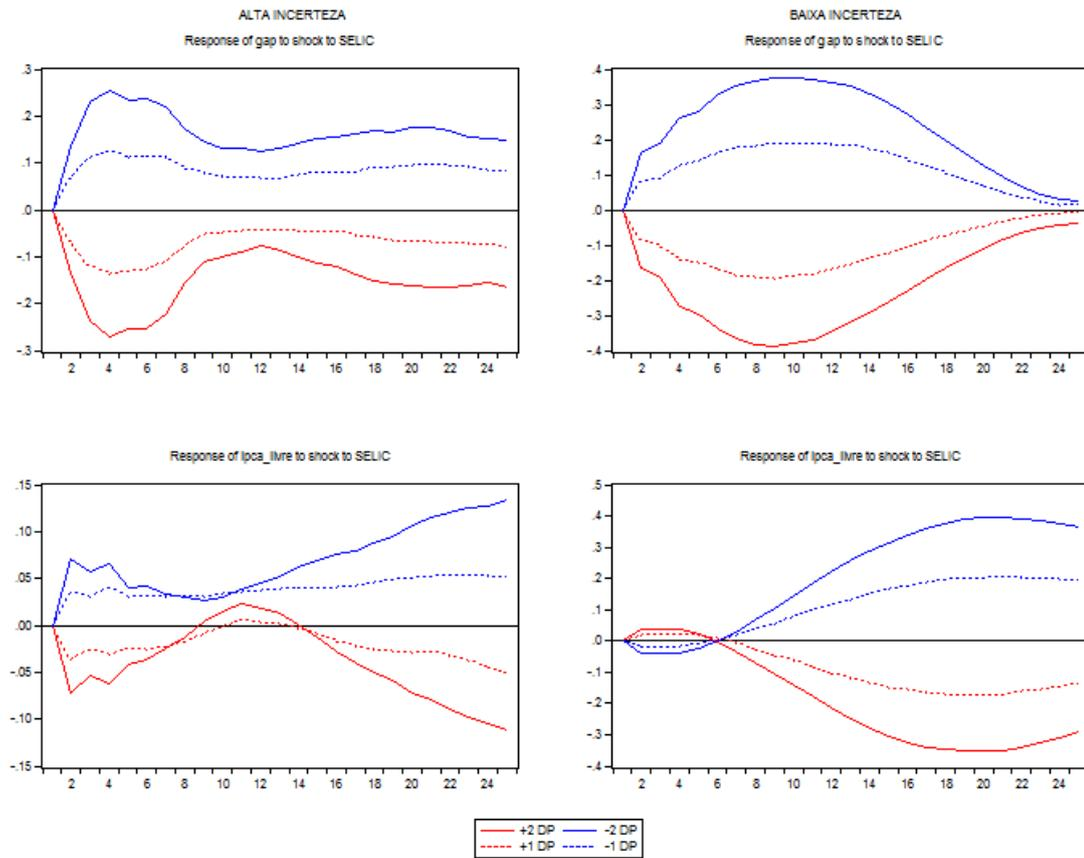 ALTA INCERTEZA
Response of gap to shock to SELIC
.3
.2
.1
.0
-.1
-.2
-.3
2 4 6 8 10 12 14 16 18 20 22 24
BAIXA INCERTEZA
Response of gap to shock to SELIC
.4
.3
.2
.1
.0
-.1
-.2
-.3
-.4
2 4 6 8 10 12 14 16 18 20 22 24
Response of ipca_livre to shock to SELIC
.15
.10
.05
.00
-.05
-.10
-.15
2 4 6 8 10 12 14 16 18 20 22 24
Response of ipca_livre to shock to SELIC
.5
.4
.3
.2
.1
.0
-.1
-.2
-.3
-.4
2 4 6 8 10 12 14 16 18 20 22 24
+2 DP -2 DP
+1 DP -1 DP